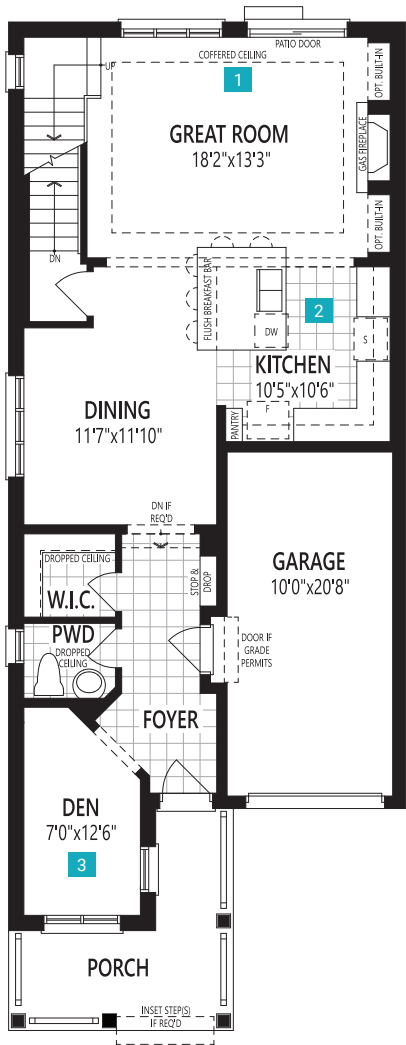 PATIO DOOR
COFFERED CEILING
UP
1
OPT. BUILT-IN
GREAT ROOM
18'2"x13'3"
GAS FIREPLACE
OPT. BUILT-IN
DN
FLUSH BREAKFAST BAR
2
DW
S
KITCHEN
10'5"x10'6"
F
PANTRY
DINING
11'7"x11'10"
DN IF
REQ'D
DROPPED CEILING
W.I.C.
STOP &
DROP
GARAGE
10'0"x20'8"
PWD
DROPPED
CEILING
DOOR IF
GRADE
PERMITS
FOYER
DEN
7'0"x12'6"
3
PORCH
INSET STEP(S)
IF REQ'D